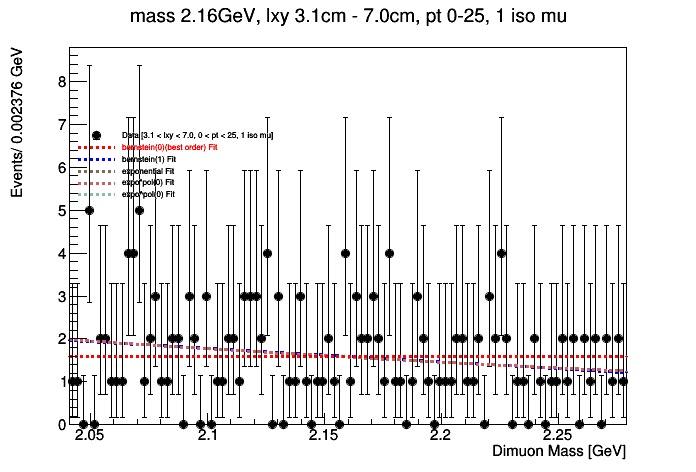 mass 2.16GeV, lxy 3.1cm - 7.0cm, pt 0-25, 1 iso mu
Events/ 0.002376 GeV
8
7
6
5
4
3
2
1
0
Data [3.1 < lxy < 7.0, 0 < pt < 25, 1 iso mu]
bernstein(0)(best order) Fit
bernstein(1) Fit
exponential Fit
expo*pol(0) Fit
expo*pol(0) Fit
2.05 2.1 2.15 2.2 2.25
Dimuon Mass [GeV]